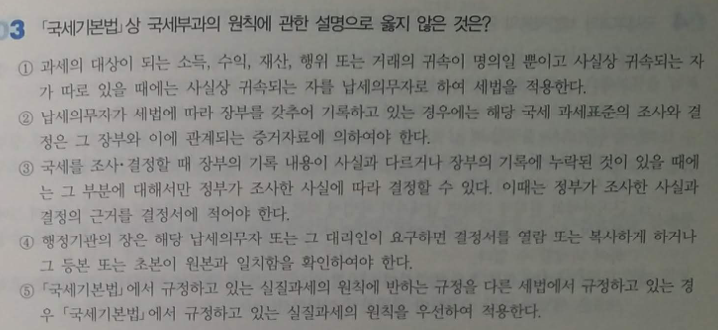 03 「국세기본법」상 국세부과의 원칙에 관한 설명으로 옳지 않은 것은?
① 과세의 대상이 되는 소득, 수익, 재산, 행위 또는 거래의 귀속이 명의일 뿐이고 사실상 귀속되는 자
가 따로 있을 때에는 사실상 귀속되는 자를 납세의무자로 하여 세법을 적용한다.
② 납세의무자가 세법에 따라 장부를 갖추어 기록하고 있는 경우에는 해당 국세 과세표준의 조사와 결
정은 그 장부와 이에 관계되는 증거자료에 의하여야 한다.
③ 국세를 조사·결정할 때 장부의 기록 내용이 사실과 다르거나 장부의 기록에 누락된 것이 있을 때에
는 그 부분에 대해서만 정부가 조사한 사실에 따라 결정할 수 있다. 이때는 정부가 조사한 사실과
결정의 근거를 결정서에 적어야 한다.
④ 행정기관의 장은 해당 납세의무자 또는 그 대리인이 요구하면 결정서를 열람 또는 복사하게 하거나
그 등본 또는 초본이 원본과 일치함을 확인하여야 한다.
⑤ 「국세기본법」에서 규정하고 있는 실질과세의 원칙에 반하는 규정을 다른 세법에서 규정하고 있는 경
우 「국세기본법」에서 규정하고 있는 실질과세의 원칙을 우선하여 적용한다.